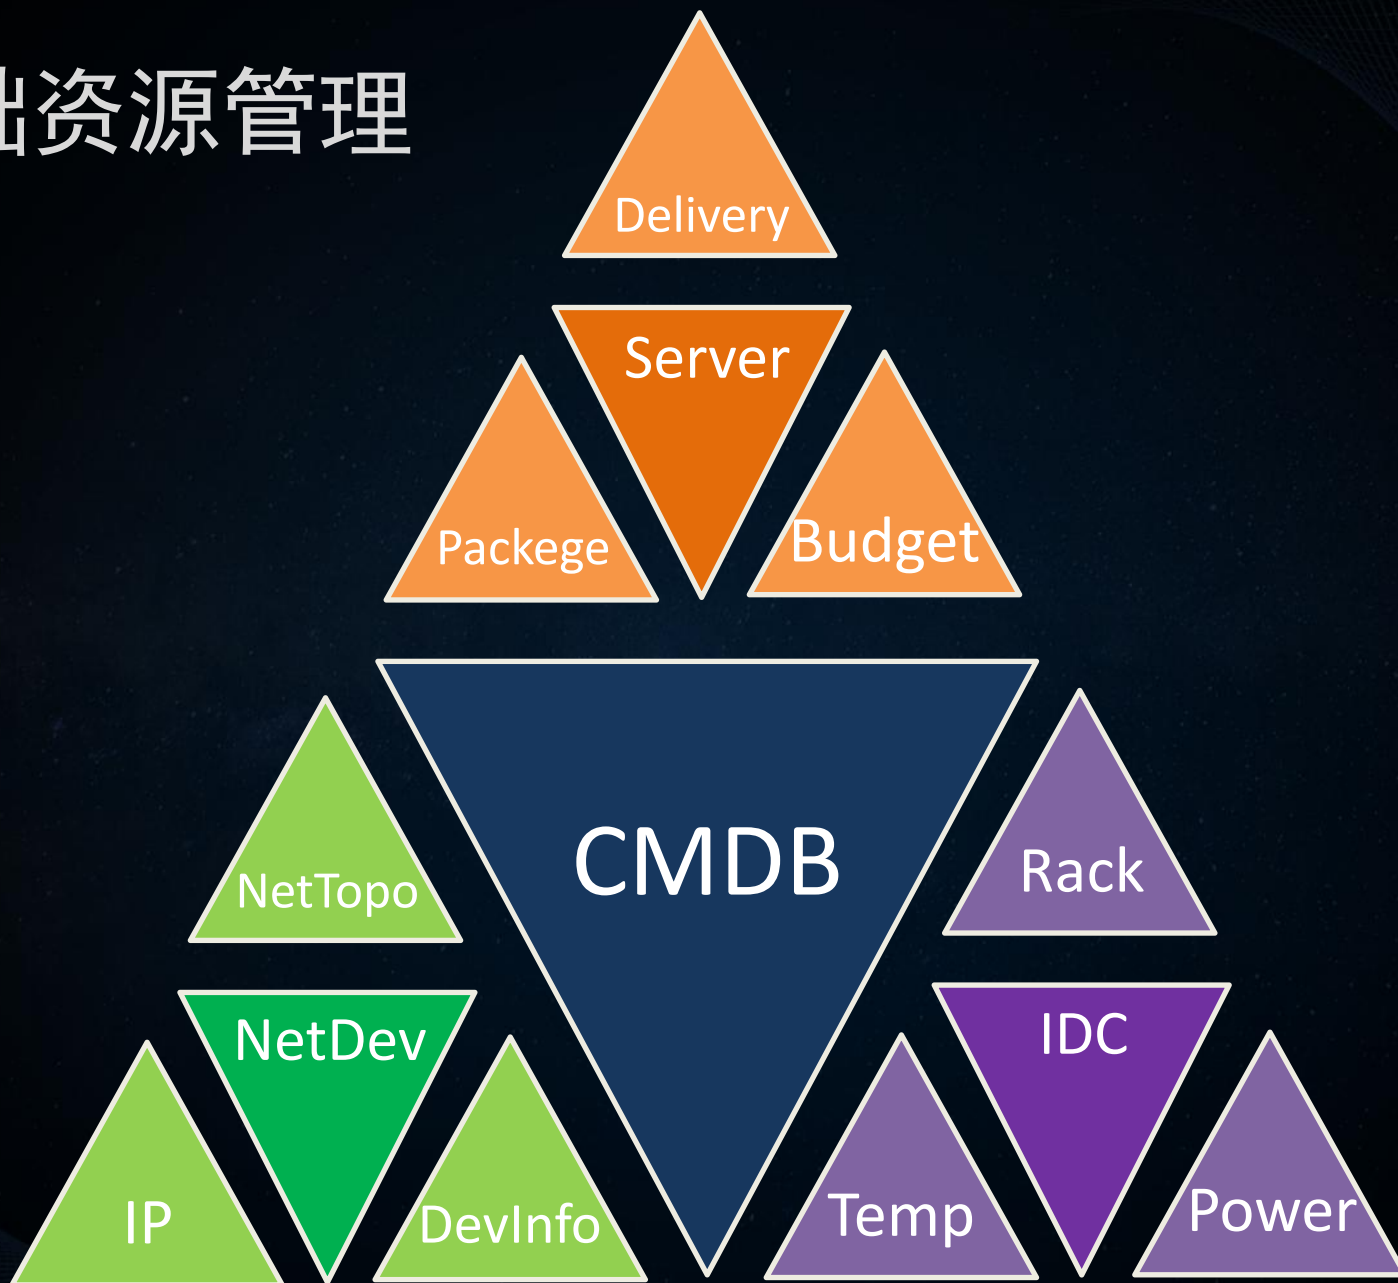 础资源管理
Delivery
Server
Packege
Budget
CMDB
NetTopo
Rack
NetDev
IDC
IP
DevInfo
Temp
Power